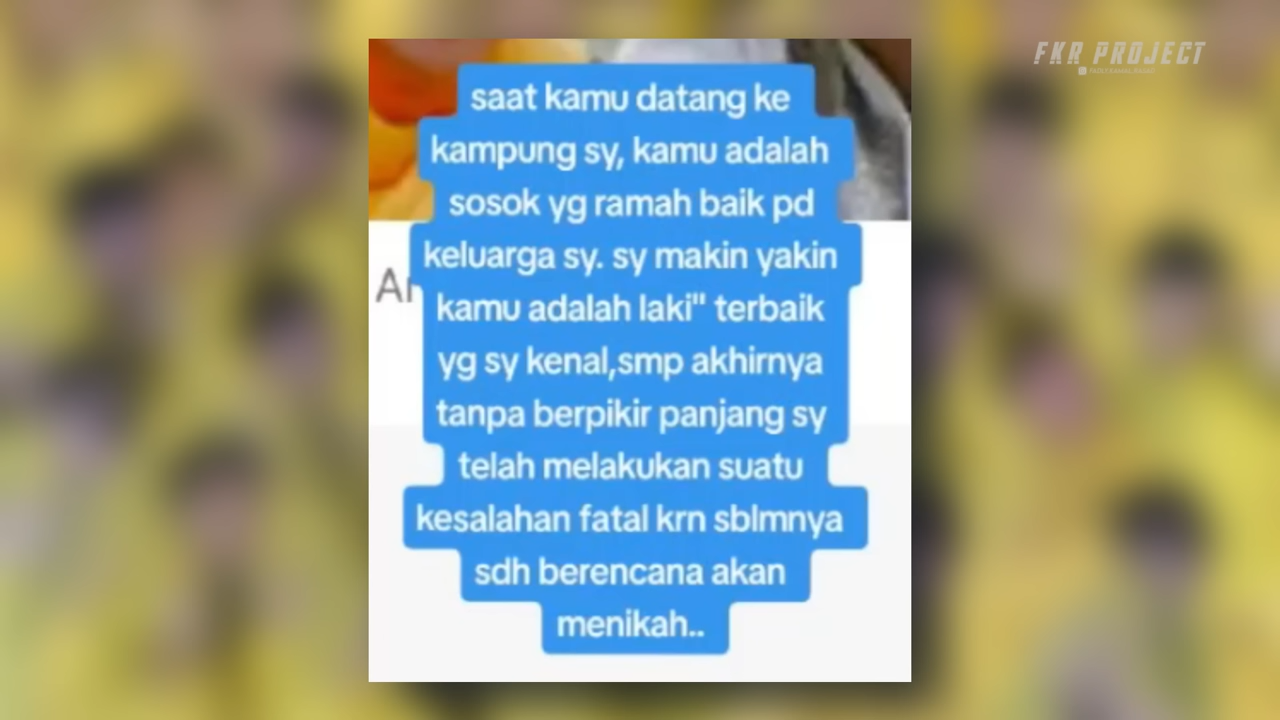 FKR PROJECT
saat kamu datang ke
kampung sy, kamu adalah
sosok yg ramah baik pd
keluarga sy. sy makin yakin
kamu adalah laki" terbaik
yg sy kenal,smp akhirnya
tanpa berpikir panjang sy
telah melakukan suatu
kesalahan fatal krn sblmnya
sdh berencana akan
menikah..